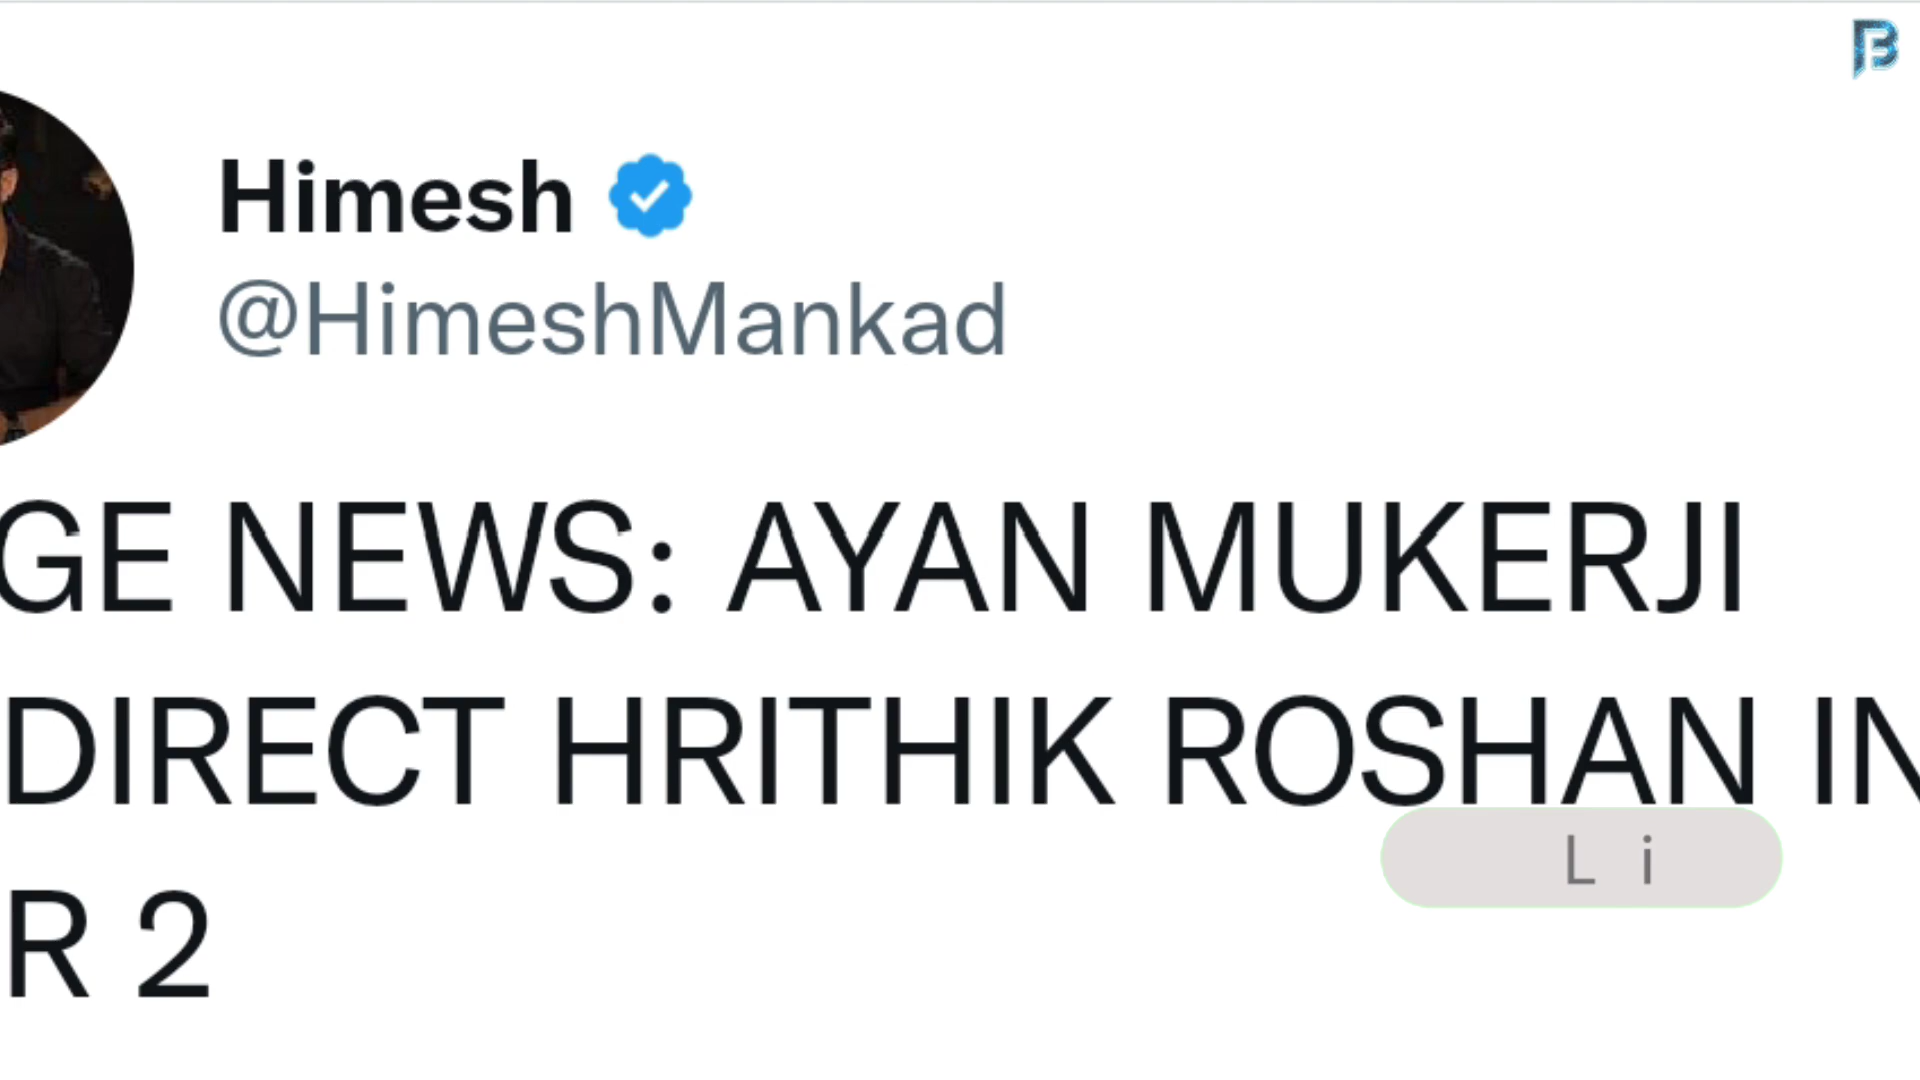 Himesh
@HimeshMankad
GE NEWS: AYAN MUKERJI
DIRECT HRITHIK ROSHAN IN
L i
R 2